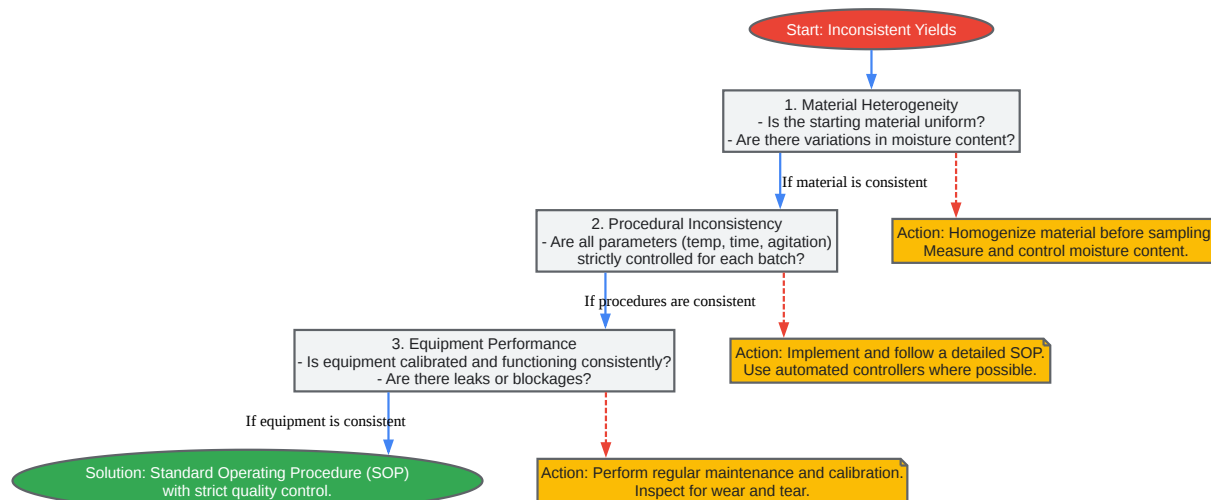 Start: Inconsistent Yields
1. Material Heterogeneity
- Is the starting material uniform?
- Are there variations in moisture content?
If material is consistent
2. Procedural Inconsistency
- Are all parameters (temp, time, agitation)
strictly controlled for each batch?
Action: Homogenize material before sampling
Measure and control moisture content.
If procedures are consistent
3. Equipment Performance
- Is equipment calibrated and functioning consistently?
- Are there leaks or blockages?
Action: Implement and follow a detailed SOP.
Use automated controllers where possible.
If equipment is consistent
Solution: Standard Operating Procedure (SOP)
with strict quality control.
Action: Perform regular maintenance and calibration.
Inspect for wear and tear.